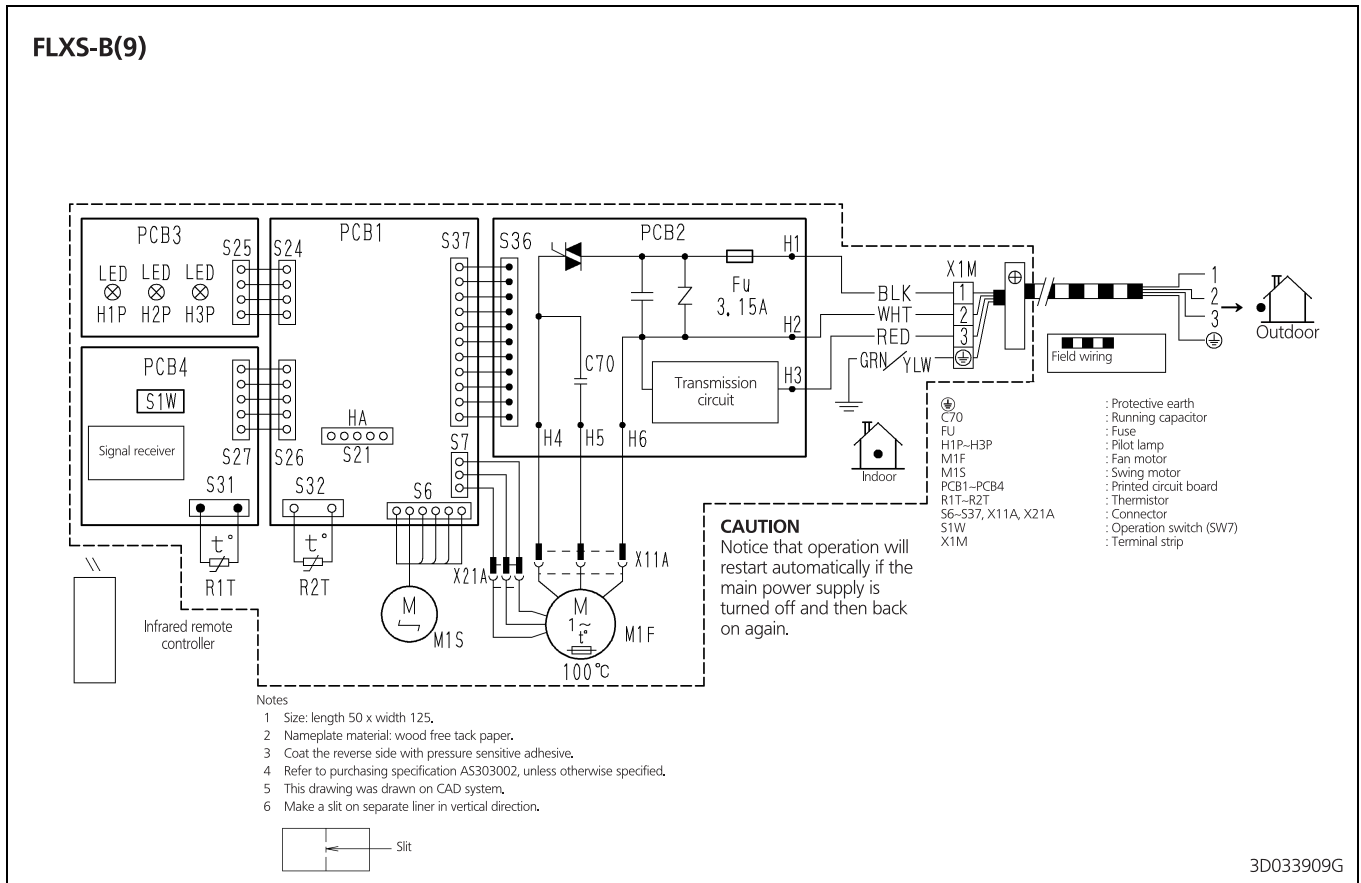 FLXS-B(9)
PCB3
LED LED LED
H1P H2P H3P
S25
S24
PCB1
S37
S36
PCB2
H1
Fu
3.15A
H2
C70
Transmission
circuit
H3
H4
H5
H6
PCB4
S1W
Signal receiver
S27
S26
HA
S21
S7
S31
S32
S6
t°
R1T
t°
R2T
M
M1S
X21A
X11A
M
1~
t°
M1F
100°C
Infrared remote
controller
BLK
WHT
RED
GRN/YLW
X1M
1
2
3
Field wiring
1
2
3
Outdoor
Indoor
C70 : Protective earth
: Running capacitor
FU : Fuse
H1P~H3P : Pilot lamp
M1F : Fan motor
M1S : Swing motor
PCB1~PCB4 : Printed circuit board
R1T~R2T : Thermistor
S6~S37, X11A, X21A : Connector
S1W : Operation switch (SW7)
X1M : Terminal strip
CAUTION
Notice that operation will
restart automatically if the
main power supply is
turned off and then back
on again.
Notes
1 Size: length 50 x width 125.
2 Nameplate material: wood free tack paper.
3 Coat the reverse side with pressure sensitive adhesive.
4 Refer to purchasing specification AS303002, unless otherwise specified.
5 This drawing was drawn on CAD system.
6 Make a slit on separate liner in vertical direction.
Slit
3D033909G